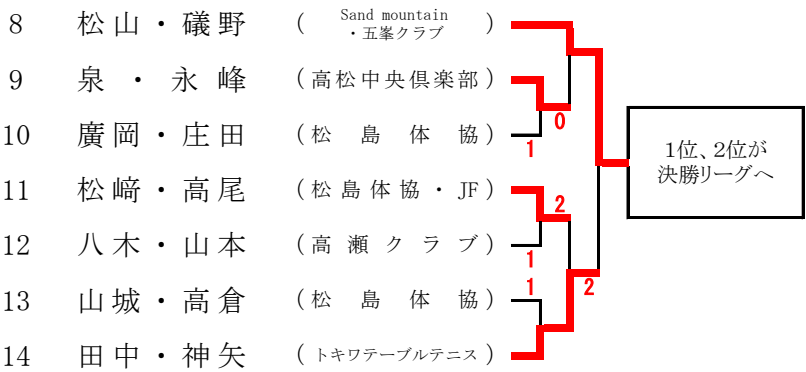 8 松山・礒野 ( Sand mountain
・五峯クラブ )
9 泉・永峰 (高松中央倶楽部)
0
10 廣岡・庄田 (松島体協)
1
1位、2位が
決勝リーグへ
11 松﨑・高尾 (松島体協・JF)
2
12 八木・山本 (高瀬クラブ)
1
13 山城・高倉 (松島体協)
1
2
14 田中・神矢 (トキワテーブルテニス)